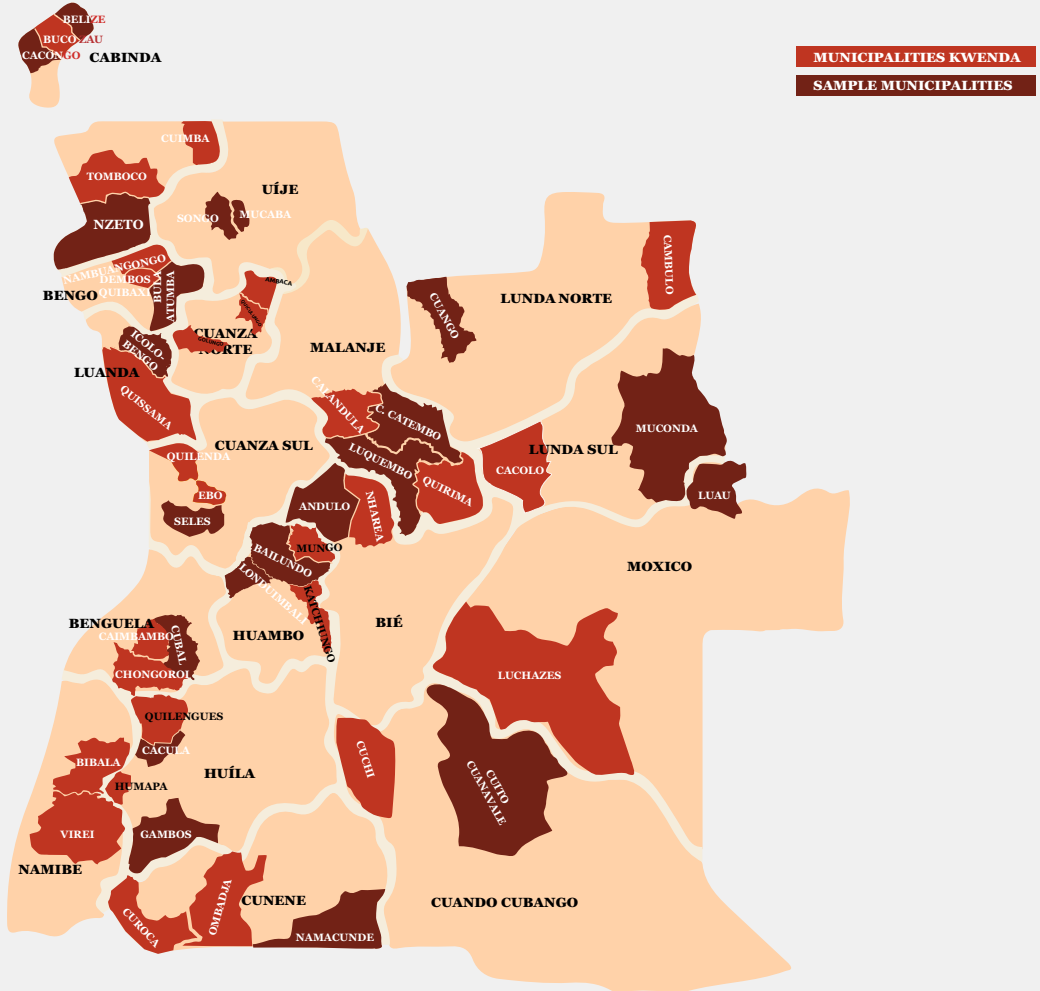 BELIZE
BUCOZAU
CACONGO
CABINDA
MUNICIPALITIES KWENDA
SAMPLE MUNICIPALITIES
CUIMBA
TOMBOCO
UÍJE
SONGO
MUCABA
NZETO
NAMBUANGONGO
DEMBOS
QUIBAXI
BULA
ATUMBA
BENGO
AMBACA
CAMBULO
LUNDA NORTE
CUANGO
GOLUNGO
CUANZA
NORTE
MALANJE
ICOLO-
BENGO
LUANDA
QUISSAMA
CALANDULA
C. CATEMBO
LUQUEMBO
QUIRIMA
CUANZA SUL
QUILENDA
EBO
SELES
MUCONDA
LUNDA SUL
CACOLO
LUAU
ANDULO
NHAREA
MUNGO
BAILUNDO
LONDUIMBALI
KATCHIUNGO
MOXICO
BENGUELA
CAIMBAMBO
CUBAL
CHONGOROI
HUAMBO
BIÉ
LUCHAZES
QUILENGUES
CACULA
BIBALA
HUMAPA
HUÍLA
CUCHI
CUITO
CUANAVALE
VIREI
GAMBOS
NAMIBE
CUROCA
OMBADJA
CUNENE
NAMACUNDE
CUANDO CUBANGO